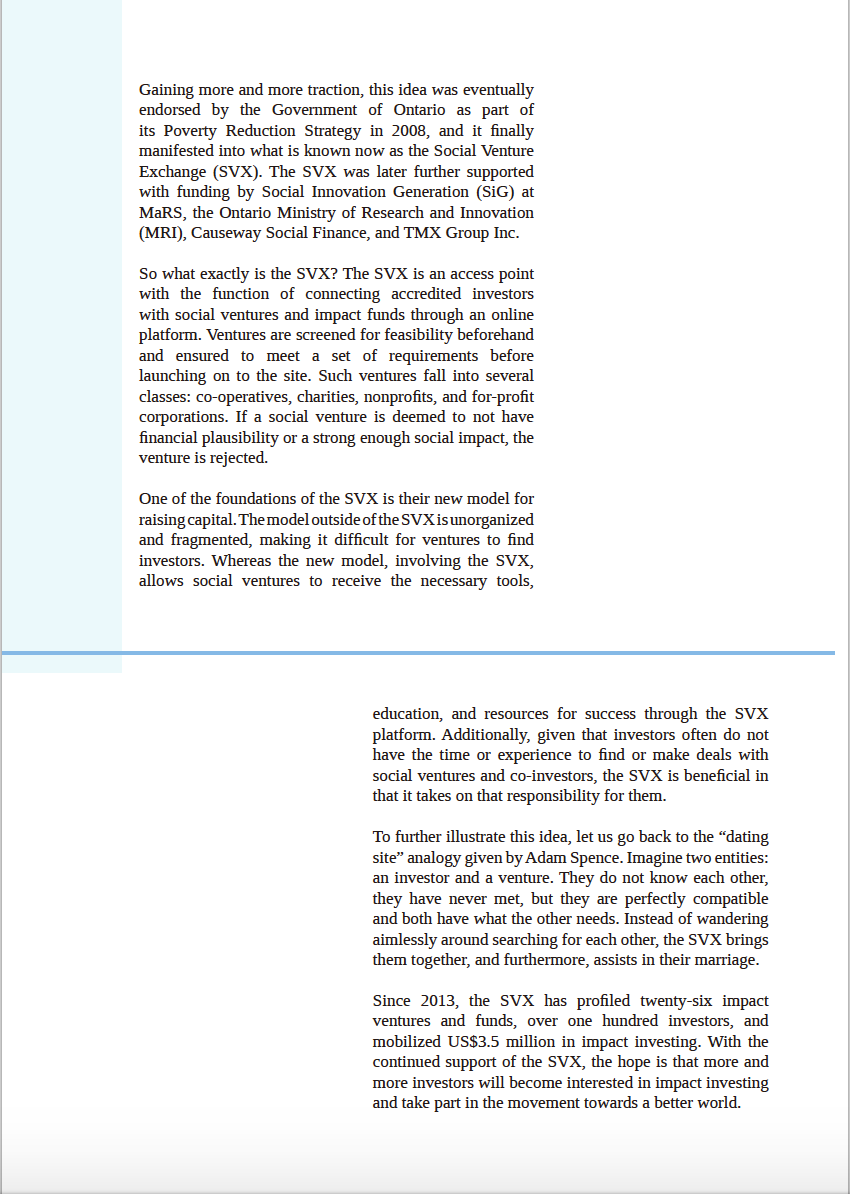 Gaining more and more traction, this idea was eventually
endorsed by the Government of Ontario as part of
its Poverty Reduction Strategy in 2008, and it finally
manifested into what is known now as the Social Venture
Exchange (SVX). The SVX was later further supported
with funding by Social Innovation Generation (SiG) at
MaRS, the Ontario Ministry of Research and Innovation
(MRI), Causeway Social Finance, and TMX Group Inc.
So what exactly is the SVX? The SVX is an access point
with the function of connecting accredited investors
with social ventures and impact funds through an online
platform. Ventures are screened for feasibility beforehand
and ensured to meet a set of requirements before
launching on to the site. Such ventures fall into several
classes: co-operatives, charities, nonprofits, and for-profit
corporations. If a social venture is deemed to not have
financial plausibility or a strong enough social impact, the
venture is rejected.
One of the foundations of the SVX is their new model for
raising capital. The model outside of the SVX is unorganized
and fragmented, making it difficult for ventures to find
investors. Whereas the new model, involving the SVX,
allows social ventures to receive the necessary tools,
education, and resources for success through the SVX
platform. Additionally, given that investors often do not
have the time or experience to find or make deals with
social ventures and co-investors, the SVX is beneficial in
that it takes on that responsibility for them.
To further illustrate this idea, let us go back to the “dating
site” analogy given by Adam Spence. Imagine two entities:
an investor and a venture. They do not know each other,
they have never met, but they are perfectly compatible
and both have what the other needs. Instead of wandering
aimlessly around searching for each other, the SVX brings
them together, and furthermore, assists in their marriage.
Since 2013, the SVX has profiled twenty-six impact
ventures and funds, over one hundred investors, and
mobilized US$3.5 million in impact investing. With the
continued support of the SVX, the hope is that more and
more investors will become interested in impact investing
and take part in the movement towards a better world.